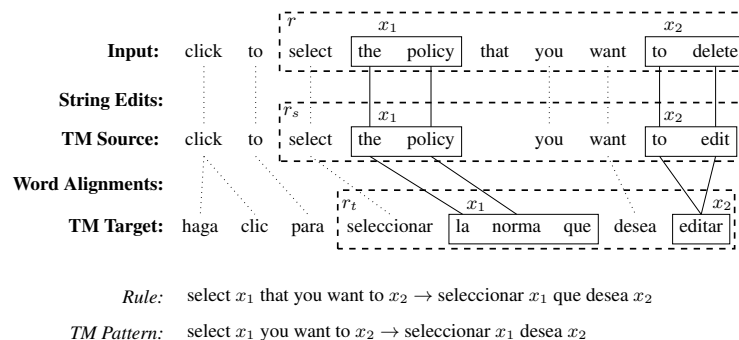 r x₁ x₂
Input: click to select the policy that you want to delete
String Edits:
rₛ x₁ x₂
TM Source: click to select the policy you want to edit
Word Alignments:
rₜ x₁ x₂
TM Target: haga clic para seleccionar la norma que desea editar
Rule: select x₁ that you want to x₂ → seleccionar x₁ que desea x₂
TM Pattern: select x₁ you want to x₂ → seleccionar x₁ desea x₂